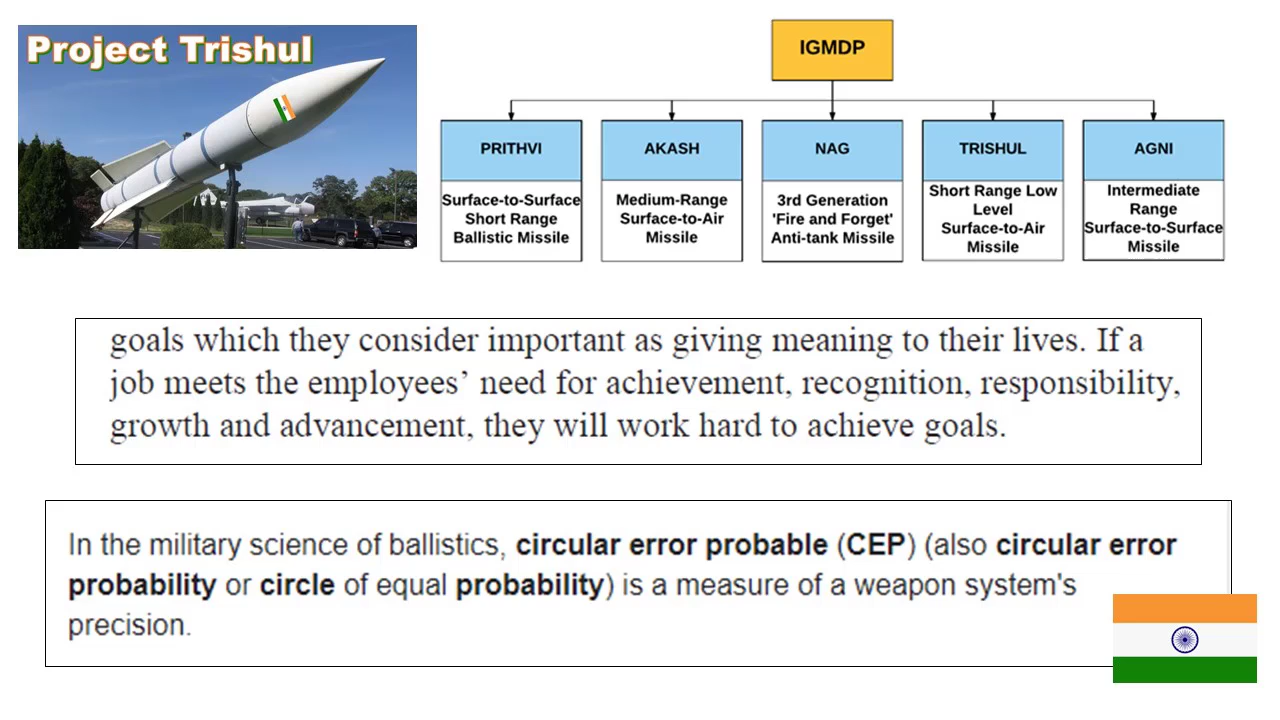 Project Trishul
IGMDP
PRITHVI
Surface-to-Surface
Short Range
Ballistic Missile
AKASH
Medium-Range
Surface-to-Air
Missile
NAG
3rd Generation
'Fire and Forget'
Anti-tank Missile
TRISHUL
Short Range Low
Level
Surface-to-Air
Missile
AGNI
Intermediate
Range
Surface-to-Surface
Missile
goals which they consider important as giving meaning to their lives. If a
job meets the employees’ need for achievement, recognition, responsibility,
growth and advancement, they will work hard to achieve goals.
In the military science of ballistics, circular error probable (CEP) (also circular error
probability or circle of equal probability) is a measure of a weapon system's
precision.